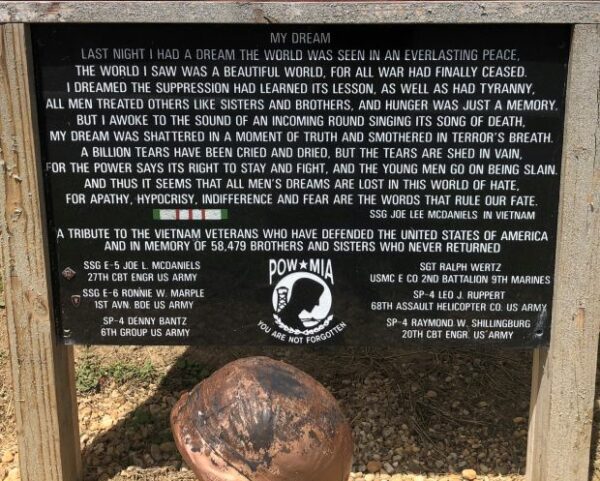 MY DREAM
LAST NIGHT I HAD A DREAM THE WORLD WAS SEEN IN AN EVERLASTING PEACE,
THE WORLD I SAW WAS A BEAUTIFUL WORLD, FOR ALL WAR HAD FINALLY CEASED.
I DREAMED THE SUPPRESSION HAD LEARNED ITS LESSON, AS WELL AS HAD TYRANNY,
ALL MEN TREATED OTHERS LIKE SISTERS AND BROTHERS, AND HUNGER WAS JUST A MEMORY.
BUT I AWOKE TO THE SOUND OF AN INCOMING ROUND SINGING ITS SONG OF DEATH,
MY DREAM WAS SHATTERED IN A MOMENT OF TRUTH AND SMOTHERED IN TERROR'S BREATH.
A BILLION TEARS HAVE BEEN CRIED AND DRIED, BUT THE TEARS ARE SHED IN VAIN,
FOR THE POWER SAYS ITS RIGHT TO STAY AND FIGHT, AND THE YOUNG MEN GO ON BEING SLAIN.
AND THUS IT SEEMS THAT ALL MEN'S DREAMS ARE LOST IN THIS WORLD OF HATE,
FOR APATHY, HYPOCRISY, INDIFFERENCE AND FEAR ARE THE WORDS THAT RULE OUR FATE.
SSG JOE LEE MCDANIELS IN VIETNAM
A TRIBUTE TO THE VIETNAM VETERANS WHO HAVE DEFENDED THE UNITED STATES OF AMERICA
AND IN MEMORY OF 58,479 BROTHERS AND SISTERS WHO NEVER RETURNED
SSG E-5 JOE L. MCDANIELS
27TH CBT ENGR US ARMY
SSG E-6 RONNIE W. MARPLE
1ST AVN. BDE US ARMY
SP-4 DENNY BANTZ
6TH GROUP US ARMY
POW★MIA
YOU ARE NOT FORGOTTEN
SGT RALPH WERTZ
USMC E CO 2ND BATTALION 9TH MARINES
SP-4 LEO J. RUPPERT
68TH ASSAULT HELICOPTER CO. US ARMY
SP-4 RAYMOND W. SHILLINGBURG
20TH CBT ENGR. US ARMY